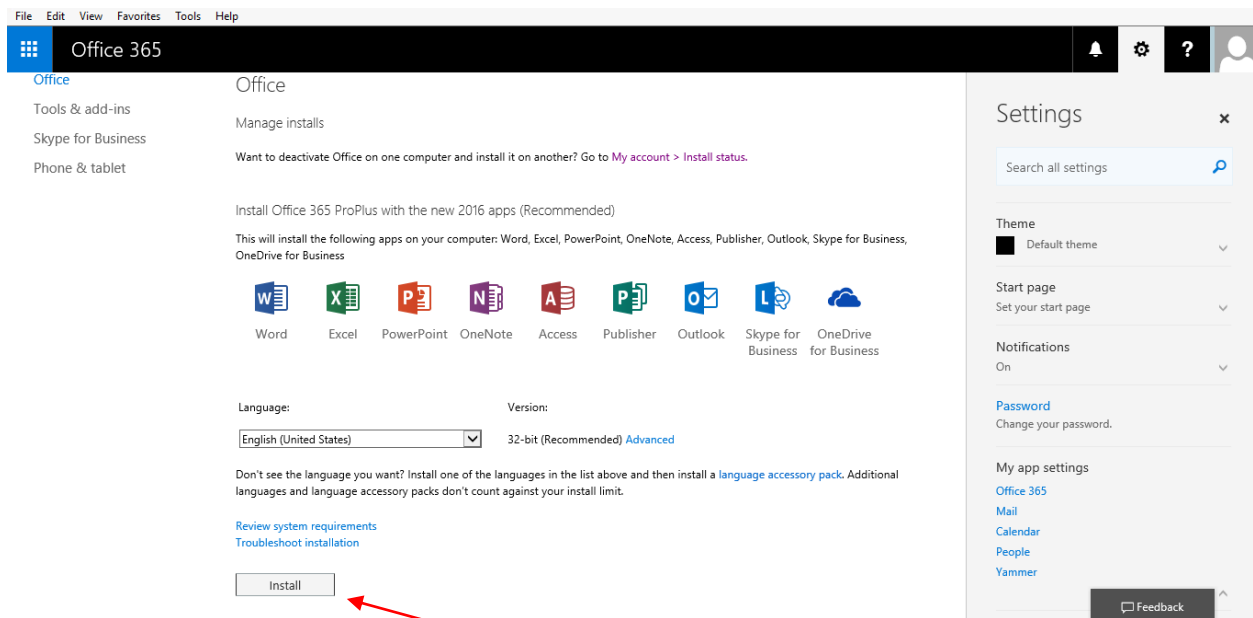 File Edit View Favorites Tools Help
Office 365
?
Office
Tools & add-ins
Skype for Business
Phone & tablet
Office
Manage installs
Want to deactivate Office on one computer and install it on another? Go to My account > Install status.
Install Office 365 ProPlus with the new 2016 apps (Recommended)
This will install the following apps on your computer: Word, Excel, PowerPoint, OneNote, Access, Publisher, Outlook, Skype for Business,
OneDrive for Business
Word Excel PowerPoint OneNote Access Publisher Outlook Skype for Business OneDrive for Business
Language: Version:
English (United States) 32-bit (Recommended) Advanced
Don't see the language you want? Install one of the languages in the list above and then install a language accessory pack. Additional
languages and language accessory packs don't count against your install limit.
Review system requirements
Troubleshoot installation
Install
Settings
Search all settings
Theme
Default theme
Start page
Set your start page
Notifications
On
Password
Change your password.
My app settings
Office 365
Mail
Calendar
People
Yammer
Feedback